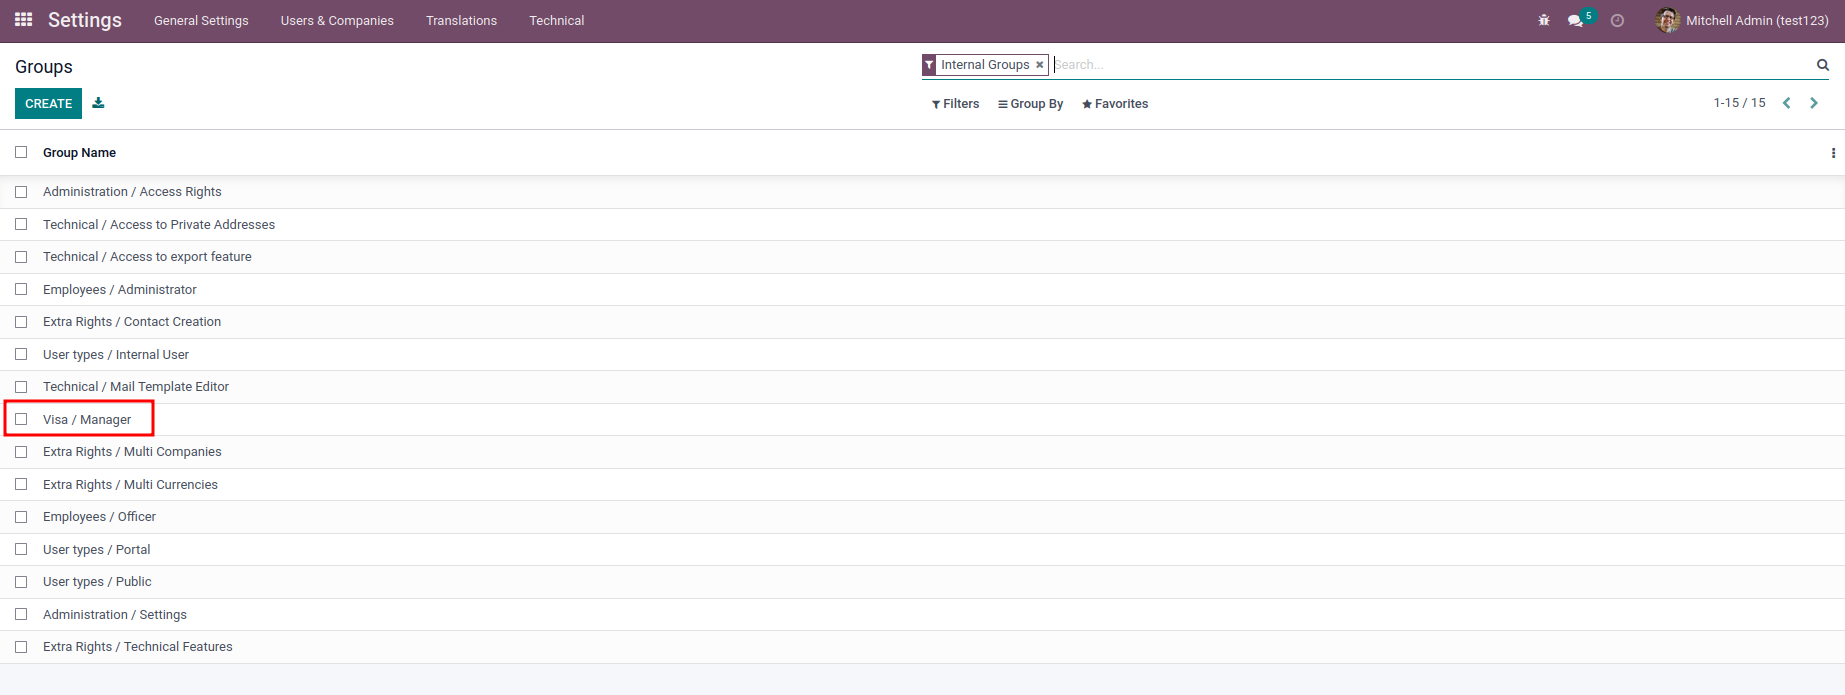 Settings General Settings Users & Companies Translations Technical 5 Mitchell Admin (test123)
Groups
Internal Groups × Search...
CREATE
Filters Group By Favorites 1-15 / 15
Group Name
Administration / Access Rights
Technical / Access to Private Addresses
Technical / Access to export feature
Employees / Administrator
Extra Rights / Contact Creation
User types / Internal User
Technical / Mail Template Editor
Visa / Manager
Extra Rights / Multi Companies
Extra Rights / Multi Currencies
Employees / Officer
User types / Portal
User types / Public
Administration / Settings
Extra Rights / Technical Features